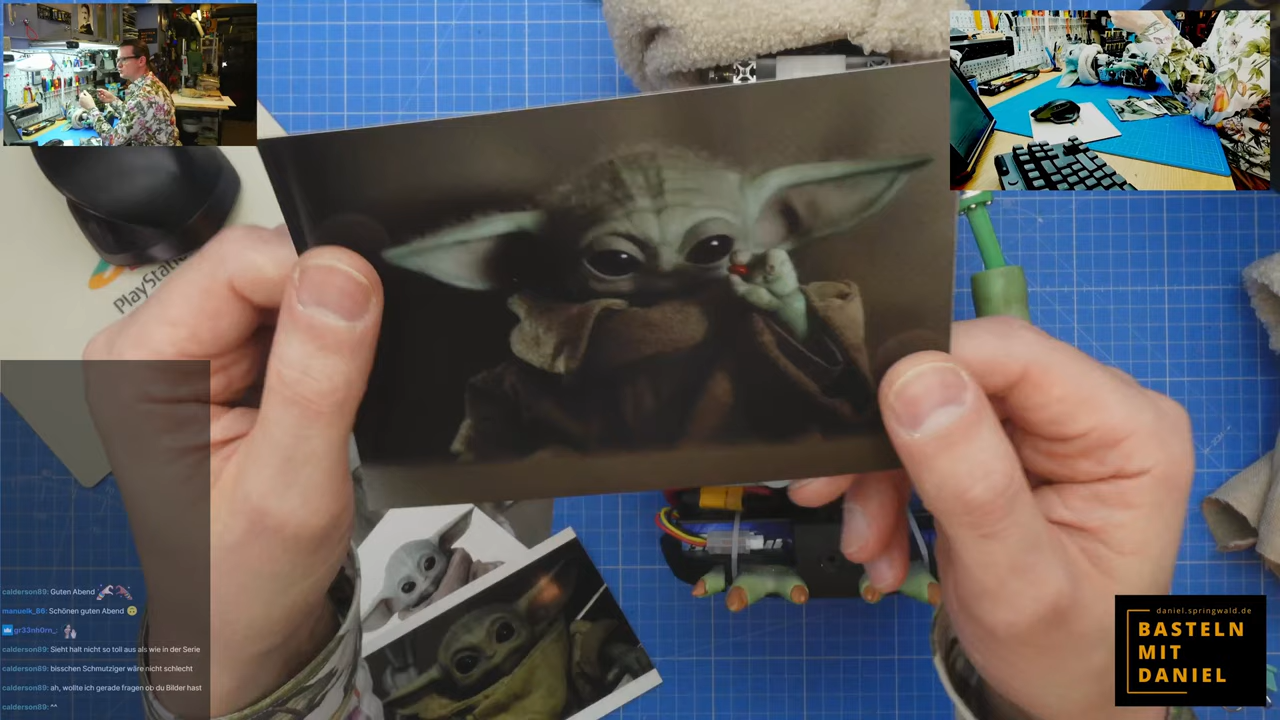 PlayStati
calderson89: Guten Abend
manuelk_86: Schönen guten Abend 🙃
gr33nh0rn_:
calderson89: Sieht halt nicht so toll aus als wie in der Serie
calderson89: bisschen Schmutziger wäre nicht schlecht
calderson89: ah, wollte ich gerade fragen ob du Bilder hast
calderson89: ^^
daniel.springwald.de
BASTELN
MIT
DANIEL